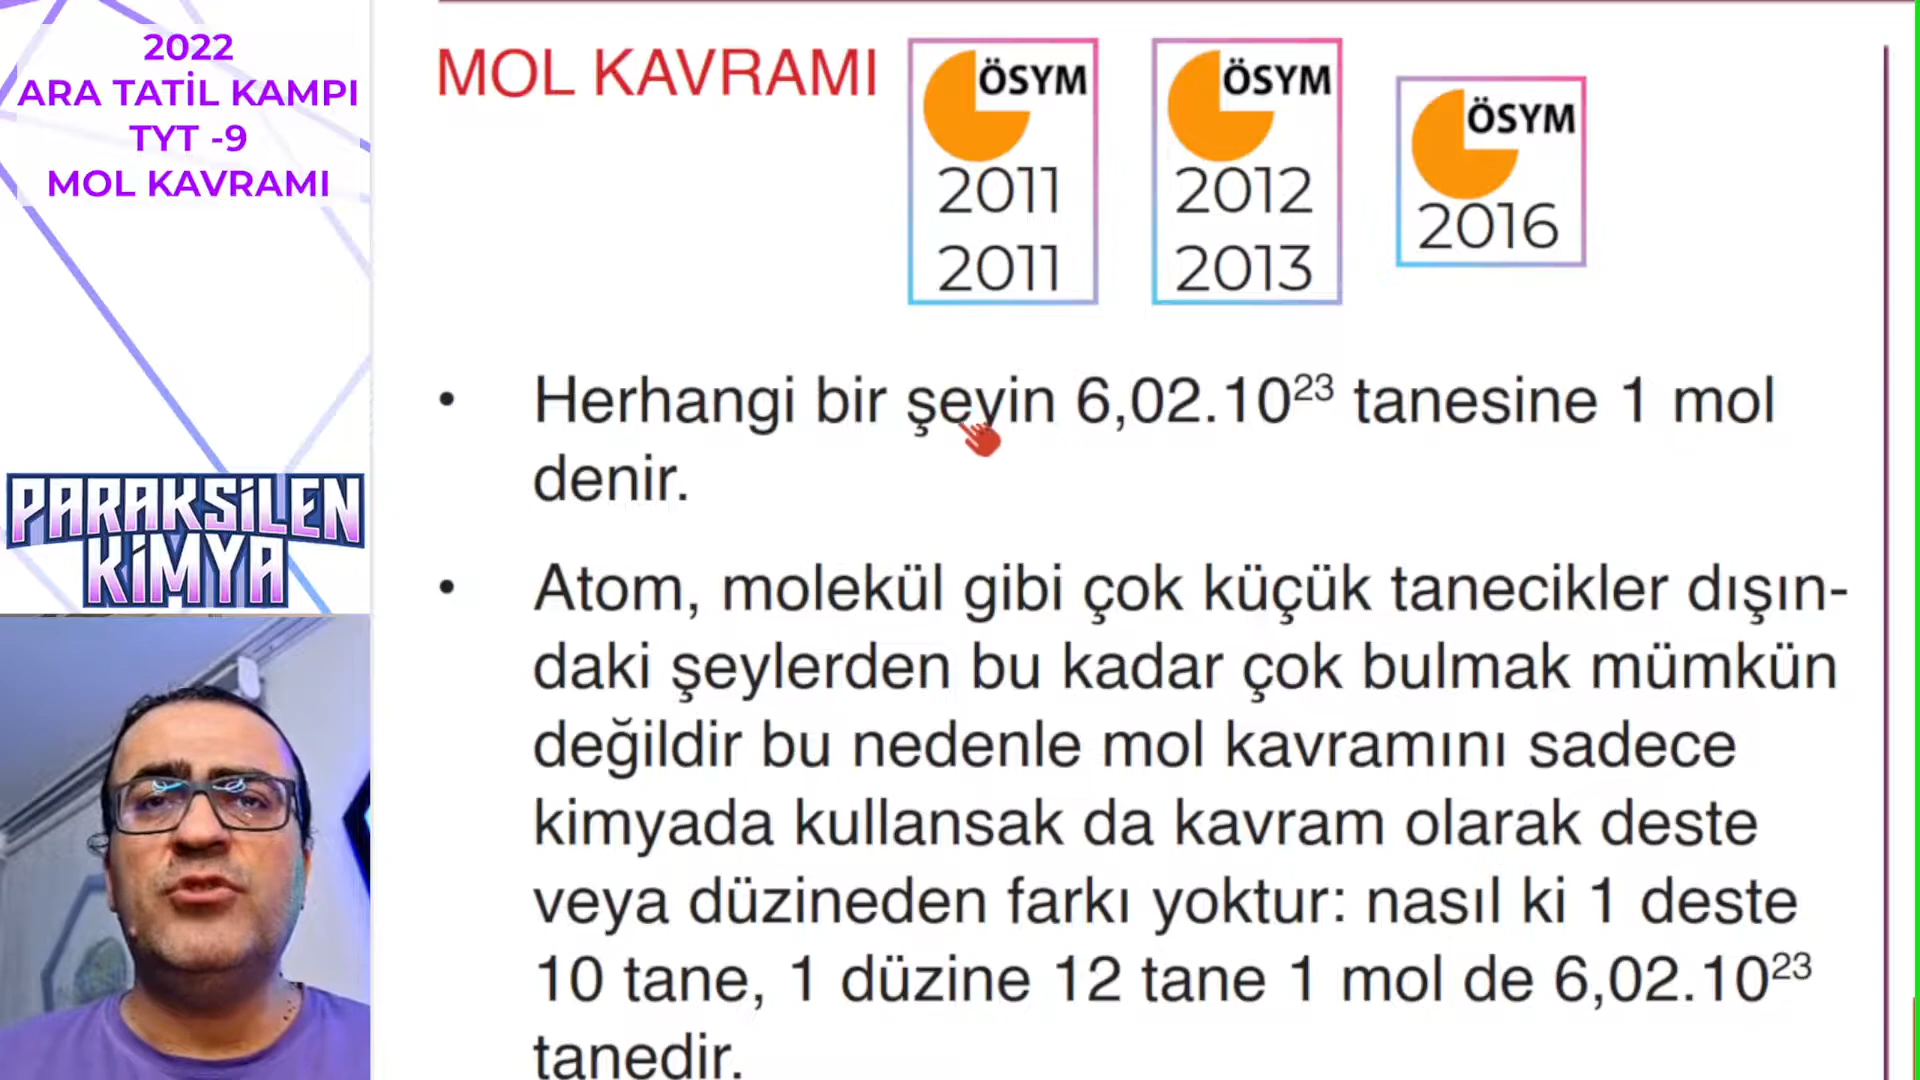 2022
ARA TATİL KAMPI
TYT -9
MOL KAVRAMI
PARAKSİLEN
KİMYA
MOL KAVRAMI
ÖSYM
2011
2011
ÖSYM
2012
2013
ÖSYM
2016
• Herhangi bir şeyin 6,02.10²³ tanesine 1 mol
denir.
• Atom, molekül gibi çok küçük tanecikler dışın-
daki şeylerden bu kadar çok bulmak mümkün
değildir bu nedenle mol kavramını sadece
kimyada kullansak da kavram olarak deste
veya düzineden farkı yoktur: nasıl ki 1 deste
10 tane, 1 düzine 12 tane 1 mol de 6,02.10²³
tanedir.